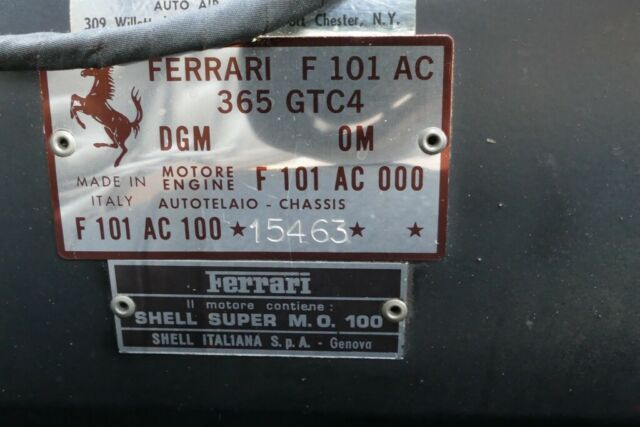 AUTO AIR
309 Chester, N.Y.
FERRARI F 101 AC
365 GTC4
DGM OM
MADE IN ITALY
MOTORE ENGINE F 101 AC 000
AUTOTELAIO - CHASSIS
F 101 AC 100 ★15463★ ★
Ferrari
Il motore contiene:
SHELL SUPER M.O. 100
SHELL ITALIANA S.p.A. - Genova